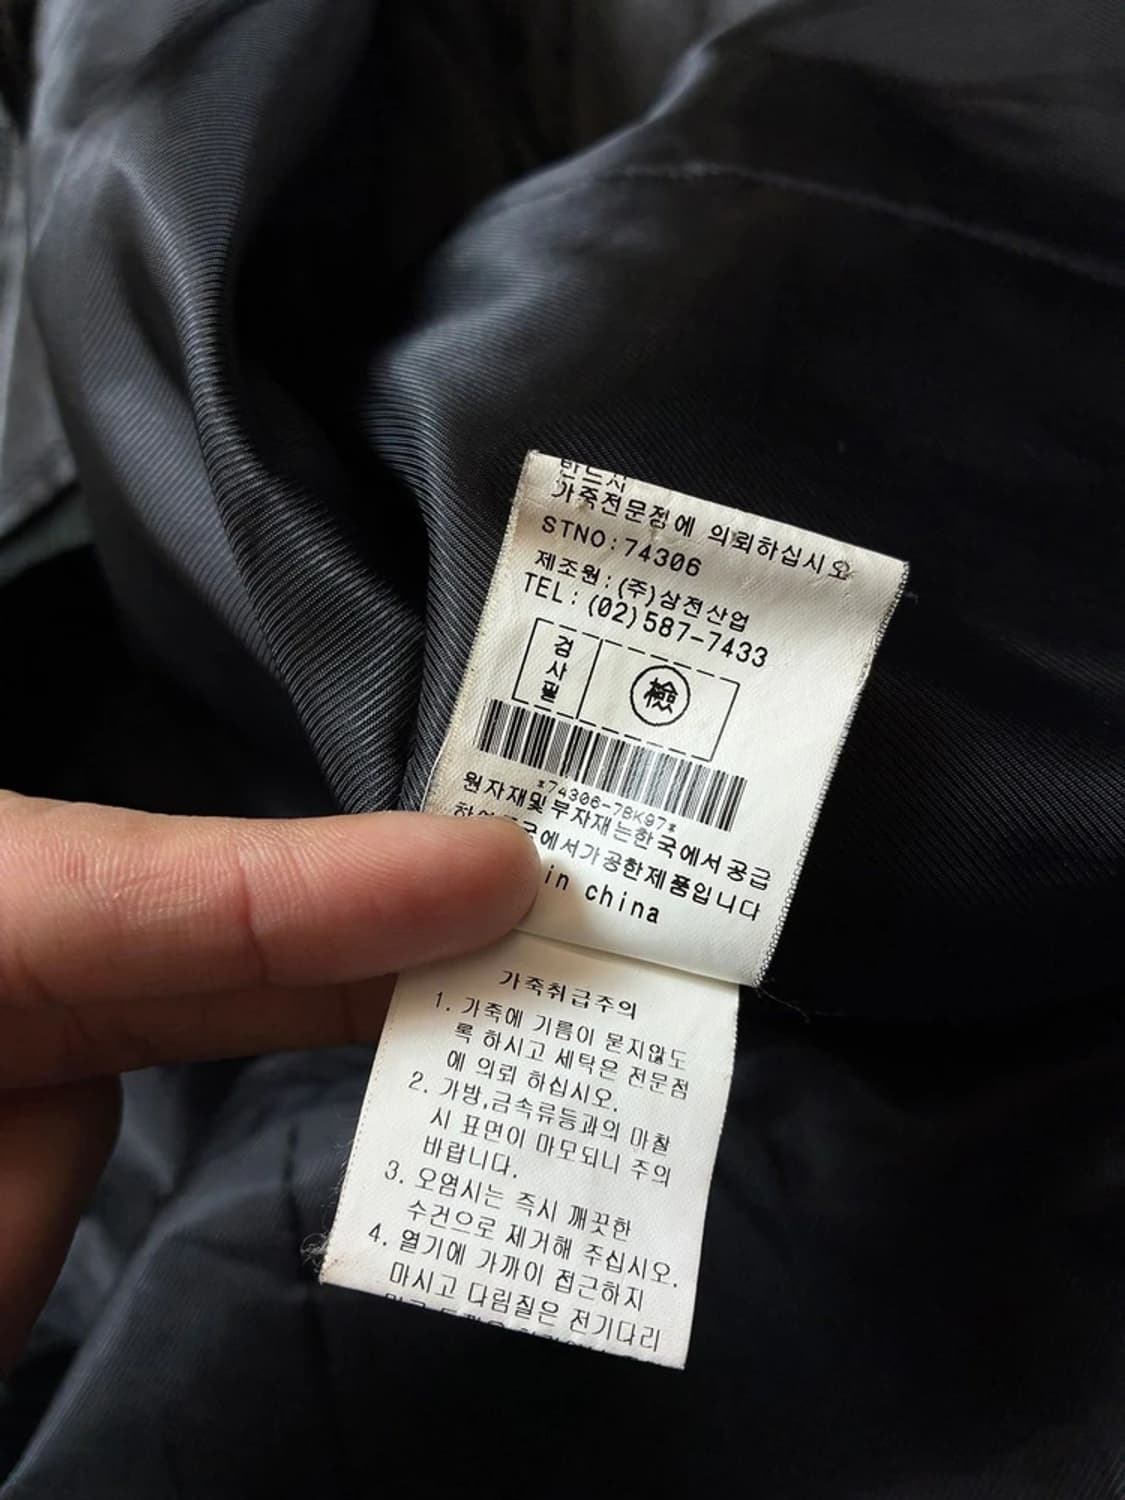 반드시
가죽전문점에 의뢰하십시오
STNO:74306
제조원:(주)삼전산업
TEL:(02)587-7433
검사필
檢
*74306-7BK97*
원자재및부자재는한국에서공급
에서가공한제품입니다
in china
가죽취급주의
1. 가죽에 기름이 묻지않도
록 하시고 세탁은 전문점
에 의뢰 하십시오.
2. 가방,금속류등과의 마찰
시 표면이 마모되니 주의
바랍니다.
3. 오염시는 즉시 깨끗한
수건으로 제거해 주십시오.
4. 열기에 가까이 접근하지
마시고 다림질은 전기다리